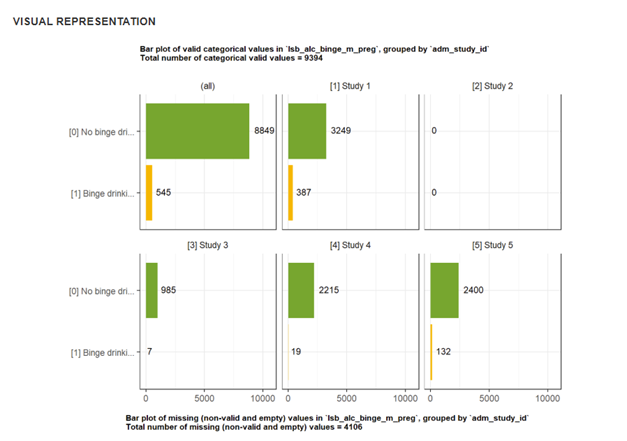 VISUAL REPRESENTATION
Bar plot of valid categorical values in `lsb_alc_binge_m_preg`, grouped by `adm_study_id`
Total number of categorical valid values = 9394
(all) [1] Study 1 [2] Study 2
[0] No binge dri... 8849 3249 0
[1] Binge drinki... 545 387 0
[3] Study 3 [4] Study 4 [5] Study 5
[0] No binge dri... 985 2215 2400
[1] Binge drinki... 7 19 132
0 5000 10000 0 5000 10000 0 5000 10000
Bar plot of missing (non-valid and empty) values in `lsb_alc_binge_m_preg`, grouped by `adm_study_id`
Total number of missing (non-valid and empty) values = 4106